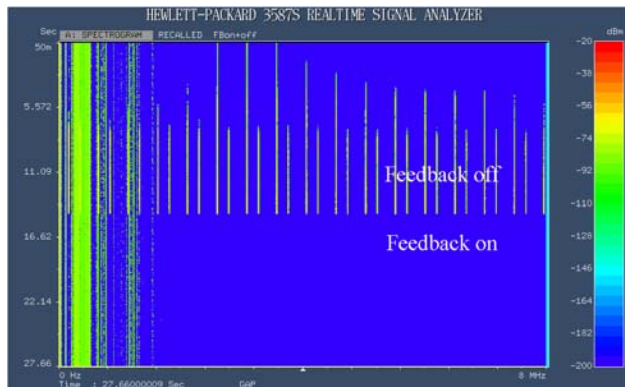 HEWLETT-PACKARD 3587S REALTIME SIGNAL ANALYZER
Sec A: SPECTROGRAM RECALLED FBon+off dBm
50m
5.572
11.09
16.62
22.14
27.66
Feedback off
Feedback on
-20
-38
-56
-74
-92
-110
-128
-146
-164
-182
-200
0 Hz 8 MHz
Time : 27.66000009 Sec GAP